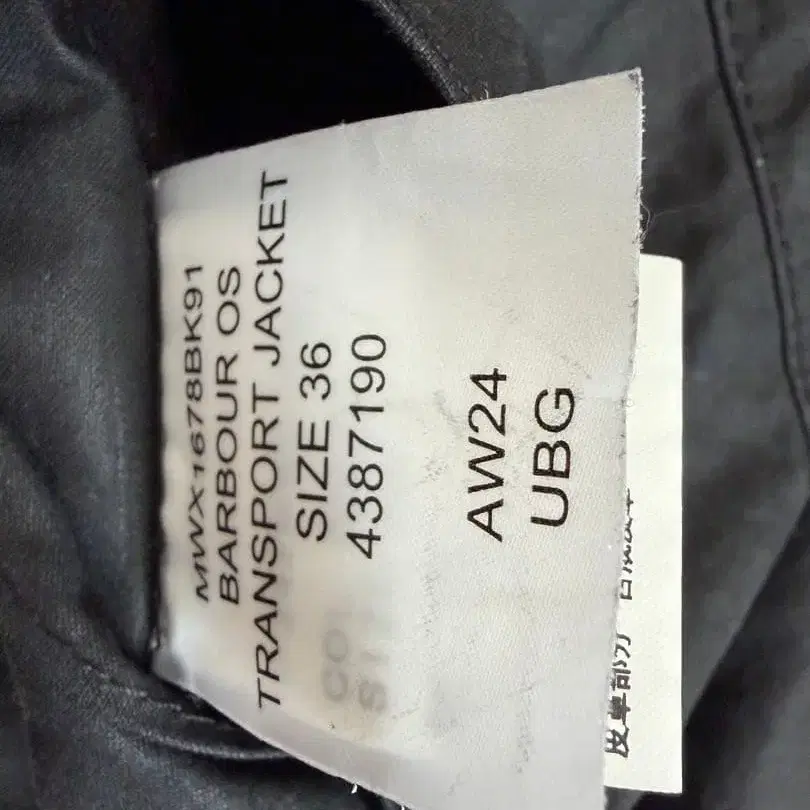 MWX1678BK91
BARBOUR OS
TRANSPORT JACKET
SIZE 36
4387190
AW24
UBG